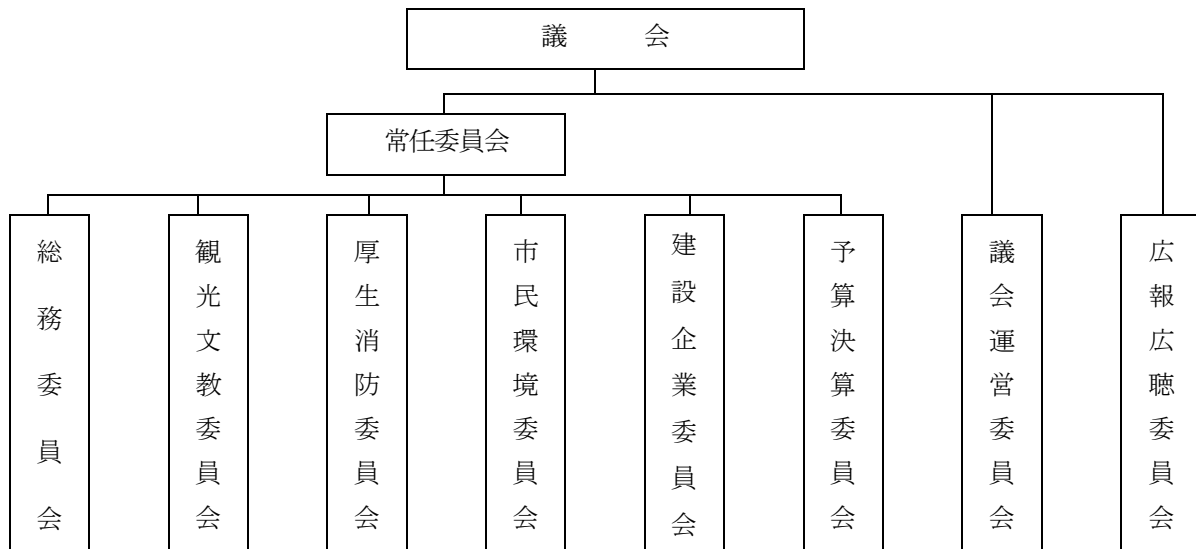 議　　　会
常任委員会
総務委員会
観光文教委員会
厚生消防委員会
市民環境委員会
建設企業委員会
予算決算委員会
議会運営委員会
広報広聴委員会